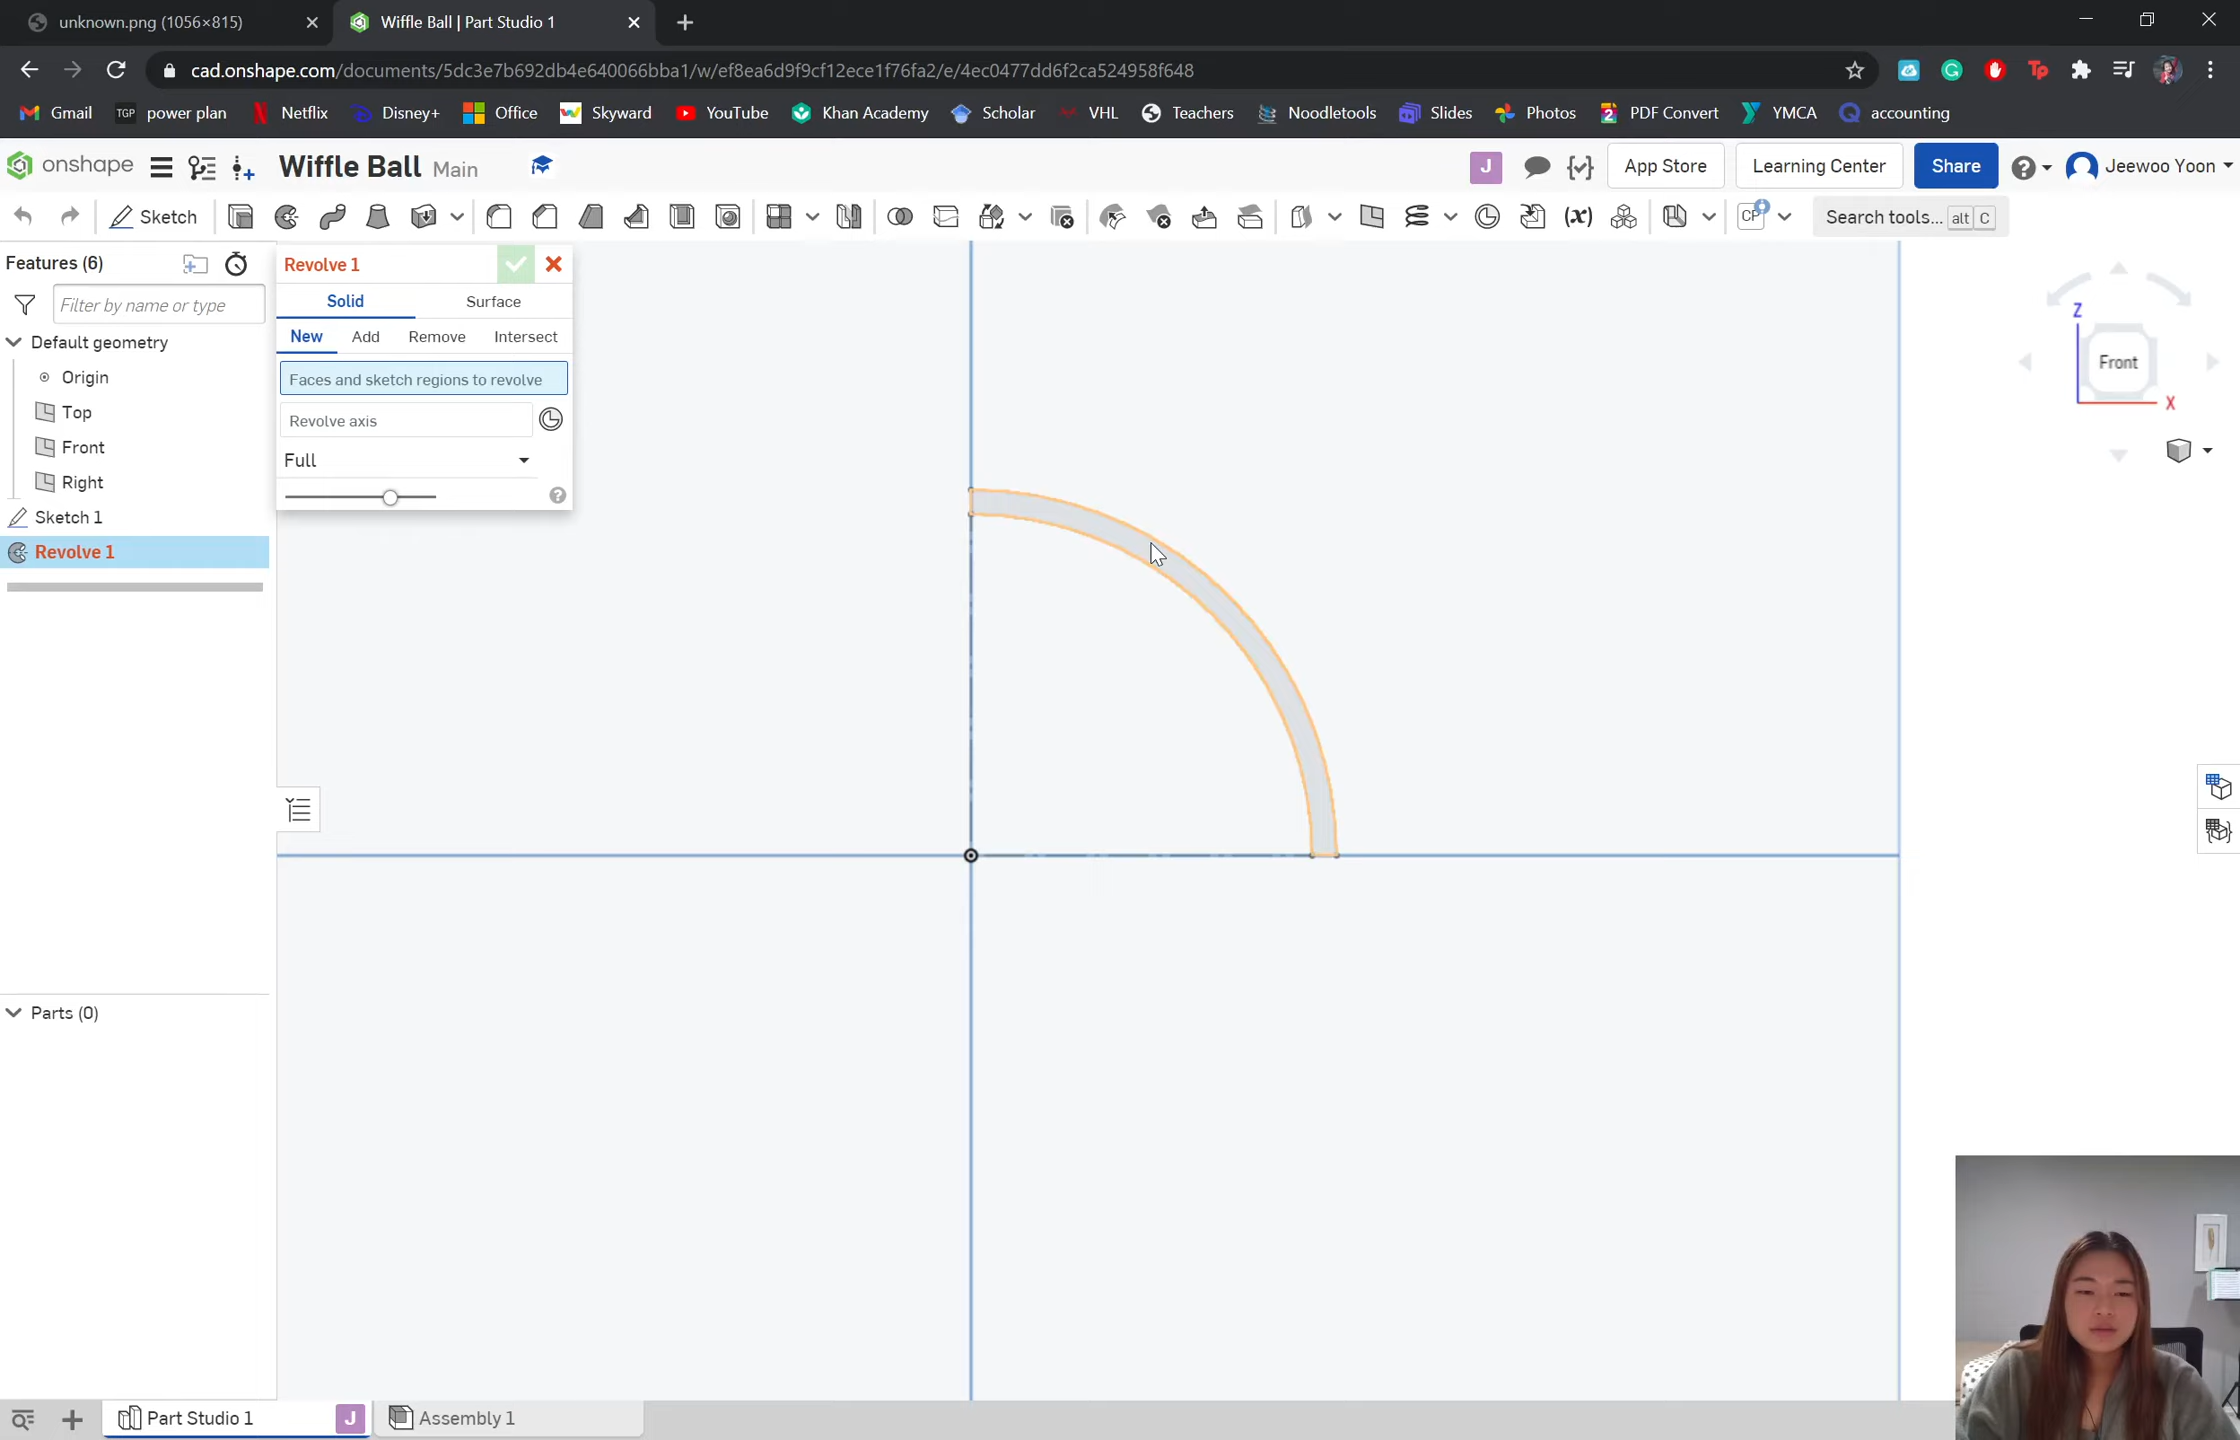 unknown.png (1056×815)
Wiffle Ball | Part Studio 1
cad.onshape.com/documents/5dc3e7b692db4e640066bba1/w/ef8ea6d9f9cf12ece1f76fa2/e/4ec0477dd6f2ca524958f648
Gmail TGP power plan Netflix Disney+ Office Skyward YouTube Khan Academy Scholar VHL Teachers Noodletools Slides Photos PDF Convert YMCA accounting
onshape Wiffle Ball Main J App Store Learning Center Share Jeewoo Yoon
Sketch (x) CP Search tools... alt C
Features (6)
Filter by name or type
Default geometry
Origin
Top
Front
Right
Sketch 1
Revolve 1
Parts (0)
Revolve 1
Solid Surface
New Add Remove Intersect
Faces and sketch regions to revolve
Revolve axis
Full
Z
Front
X
Part Studio 1 J Assembly 1